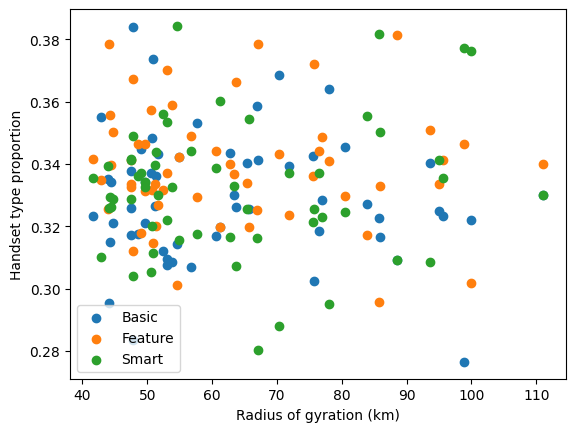 0.38
0.36
0.34
0.32
0.30
0.28
Handset type proportion
Basic
Feature
Smart
40
50
60
70
80
90
100
110
Radius of gyration (km)